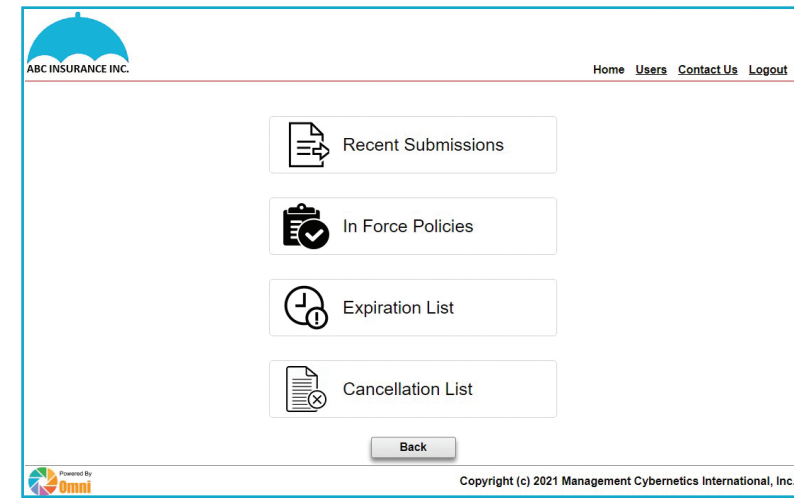 ABC INSURANCE INC.
Home Users Contact Us Logout
Recent Submissions
In Force Policies
Expiration List
Cancellation List
Back
Powered By
Omni
Copyright (c) 2021 Management Cybernetics International, Inc.